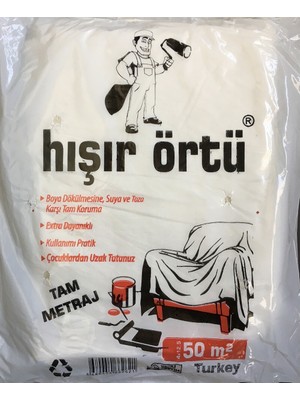 hışır örtü ®
Boya Dökülmesine, Suya ve Toza
Karşı Tam Koruma
Extra Dayanıklı
Kullanımı Pratik
Çocuklardan Uzak Tutunuz
TAM
METRAJ
50 m²
Turkey